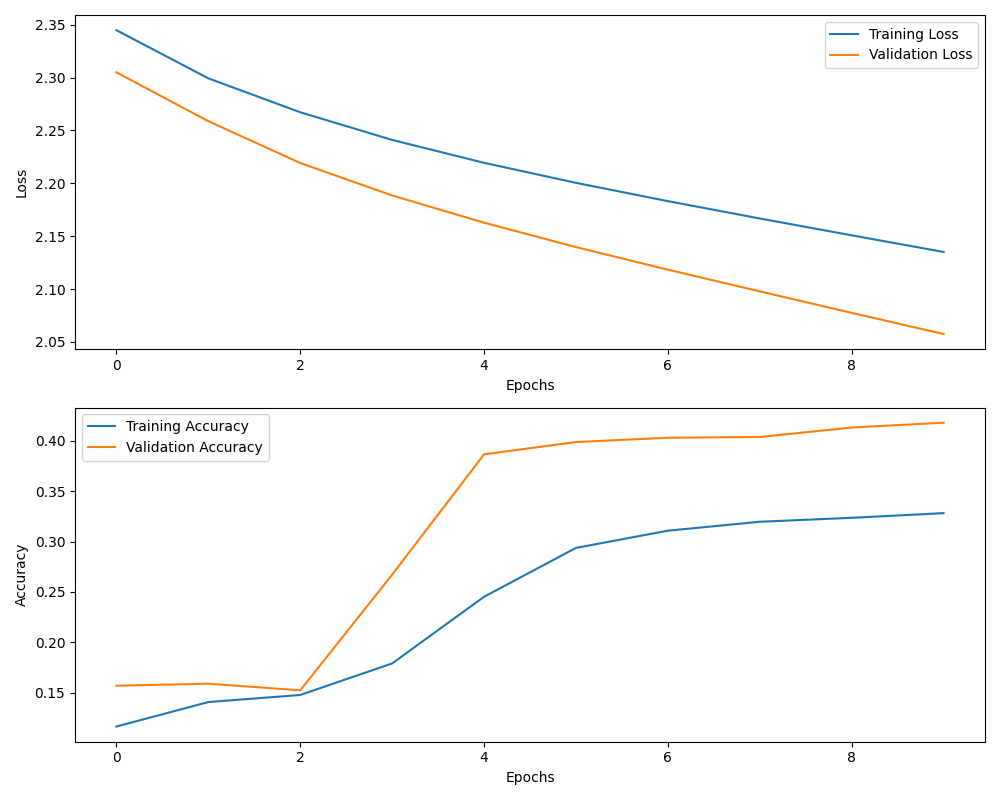 2.35
2.30
2.25
2.20
2.15
2.10
2.05
Loss
Training Loss
Validation Loss
0 2 4 6 8
Epochs
Training Accuracy
Validation Accuracy
0.40
0.35
0.30
0.25
0.20
0.15
Accuracy
0 2 4 6 8
Epochs